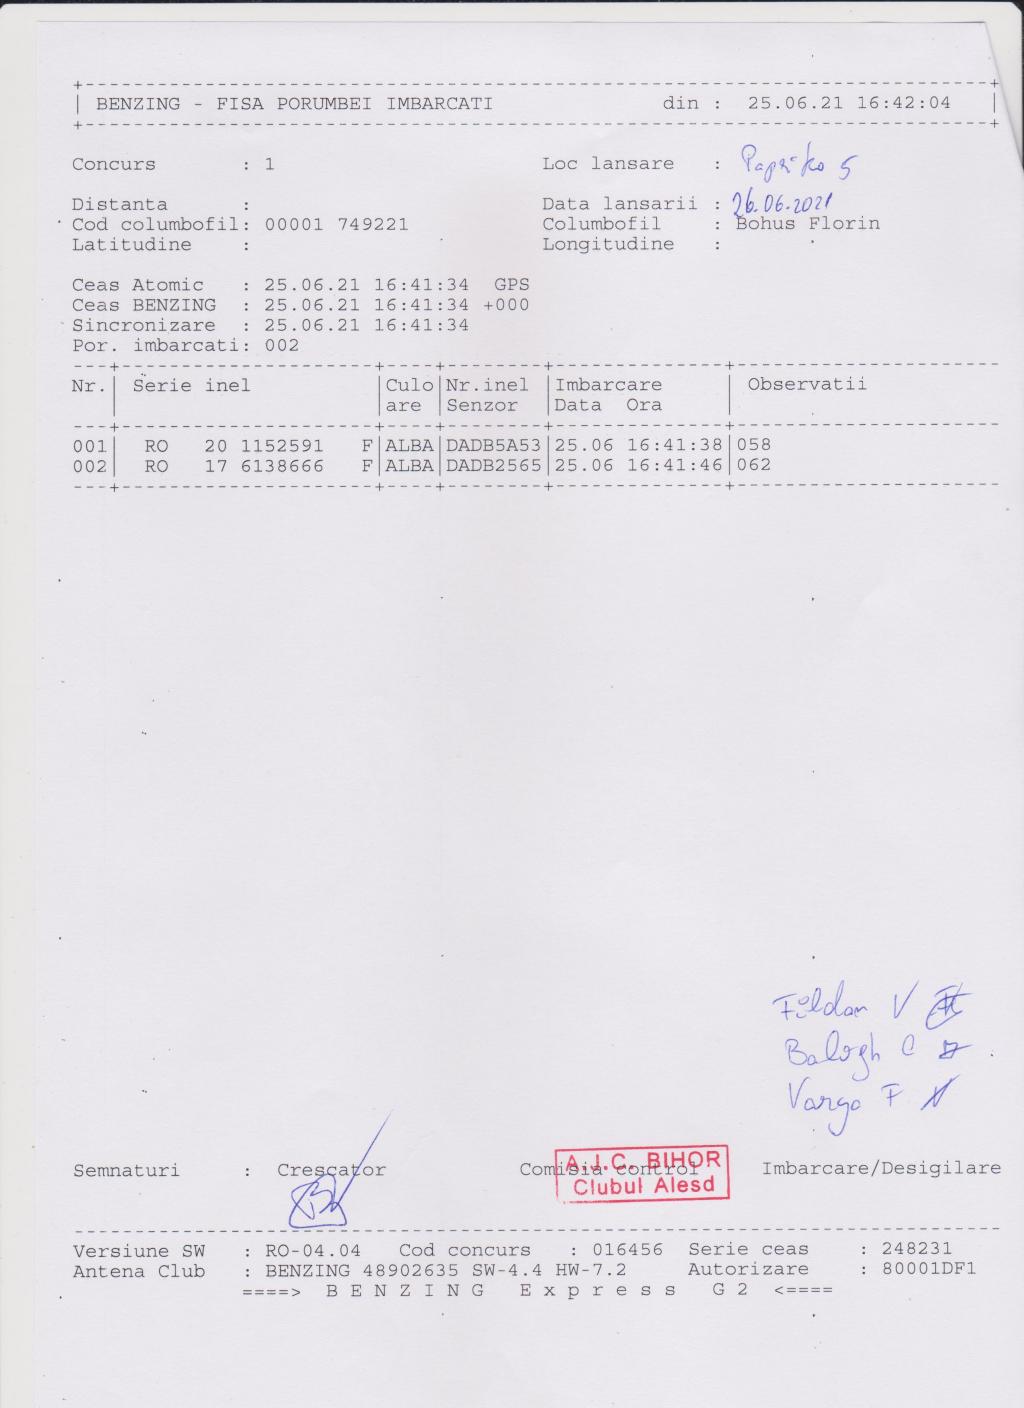 BENZING - FISA PORUMBEI IMBARCATI din : 25.06.21 16:42:04
Concurs : 1 Loc lansare : Papriko 5
Distanta : Data lansarii : 26.06.2021
Cod columbofil: 00001 749221 Columbofil : Bohus Florin
Latitudine : Longitudine :
Ceas Atomic : 25.06.21 16:41:34 GPS
Ceas BENZING : 25.06.21 16:41:34 +000
Sincronizare : 25.06.21 16:41:34
Por. imbarcati: 002
Nr. Serie inel Culo Nr.inel Imbarcare Observatii
are Senzor Data Ora
001 RO 20 1152591 F ALBA DADB5A53 25.06 16:41:38 058
002 RO 17 6138666 F ALBA DADB2565 25.06 16:41:46 062
V
Balogh C
Varga F
A.J.C. BIHOR
Semnaturi : Crescator Comisia control Imbarcare/Desigilare
Clubul Alesd
Versiune SW : RO-04.04 Cod concurs : 016456 Serie ceas : 248231
Antena Club : BENZING 48902635 SW-4.4 HW-7.2 Autorizare : 80001DF1
====> B E N Z I N G E x p r e s s G 2 <====